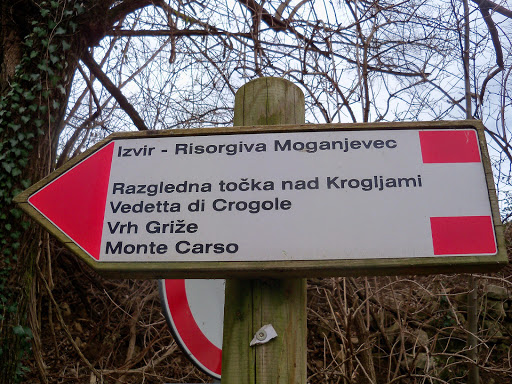 Izvir - Risorgiva Moganjevec
Razgledna točka nad Krogljami
Vedetta di Crogole
Vrh Griže
Monte Carso